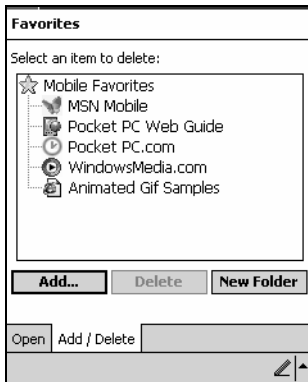 Favorites
Select an item to delete:
Mobile Favorites
MSN Mobile
Pocket PC Web Guide
Pocket PC.com
WindowsMedia.com
Animated Gif Samples
Add... Delete New Folder
Open Add / Delete